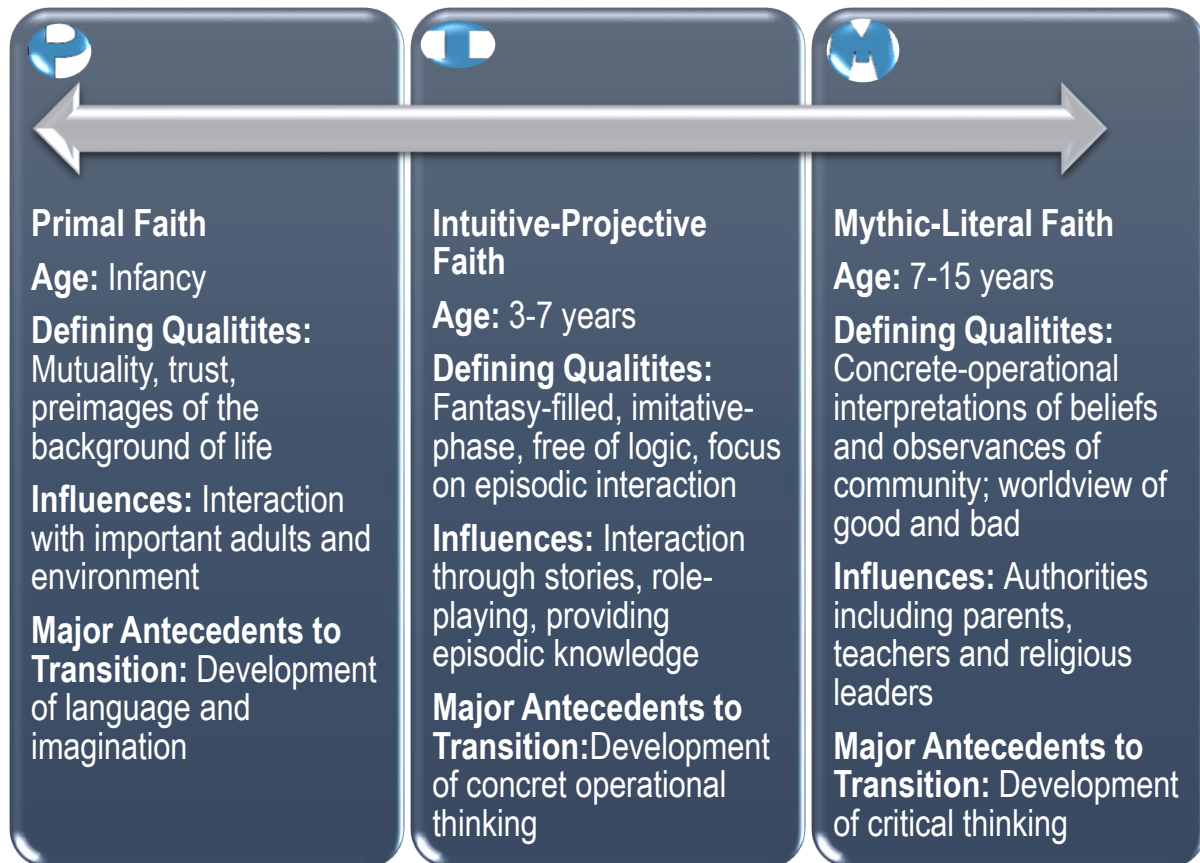 P
Primal Faith
Age: Infancy
Defining Qualitites:
Mutuality, trust,
preimages of the
background of life
Influences: Interaction
with important adults and
environment
Major Antecedents to
Transition: Development
of language and
imagination
I
Intuitive-Projective
Faith
Age: 3-7 years
Defining Qualitites:
Fantasy-filled, imitative-
phase, free of logic, focus
on episodic interaction
Influences: Interaction
through stories, role-
playing, providing
episodic knowledge
Major Antecedents to
Transition:Development
of concret operational
thinking
M
Mythic-Literal Faith
Age: 7-15 years
Defining Qualitites:
Concrete-operational
interpretations of beliefs
and observances of
community; worldview of
good and bad
Influences: Authorities
including parents,
teachers and religious
leaders
Major Antecedents to
Transition: Development
of critical thinking